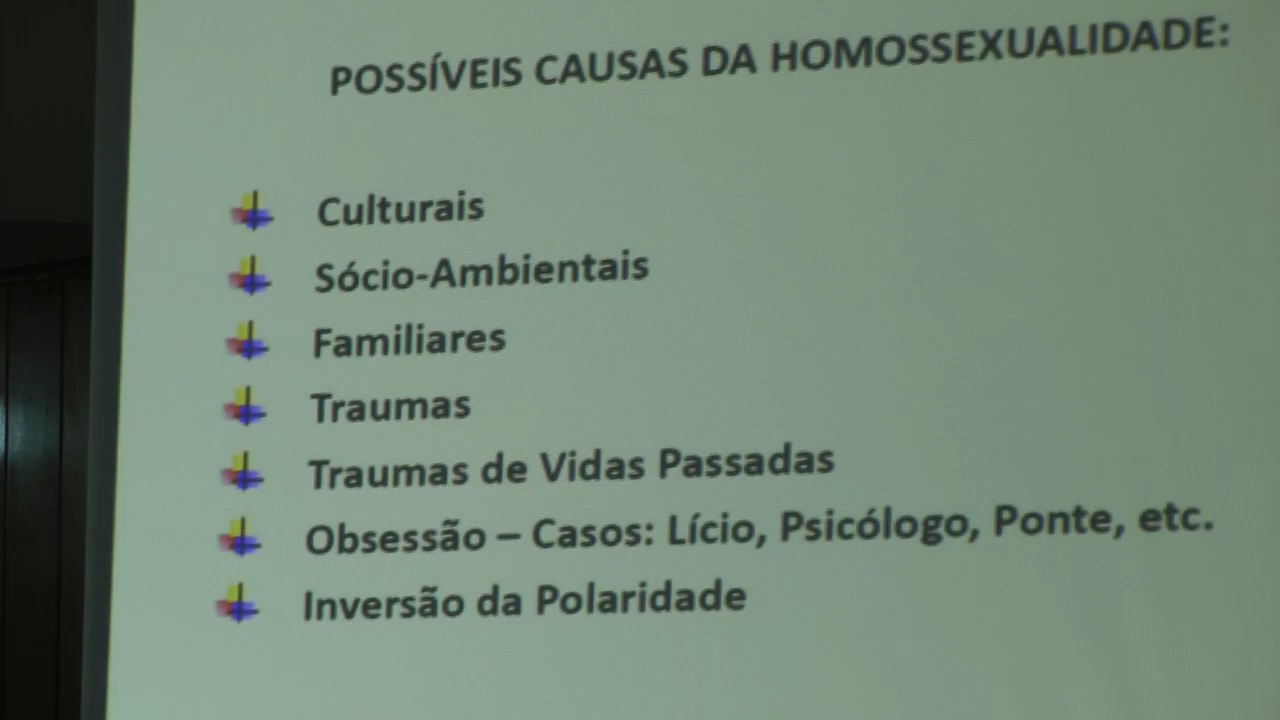 POSSÍVEIS CAUSAS DA HOMOSSEXUALIDADE:
Culturais
Sócio-Ambientais
Familiares
Traumas
Traumas de Vidas Passadas
Obsessão – Casos: Lício, Psicólogo, Ponte, etc.
Inversão da Polaridade